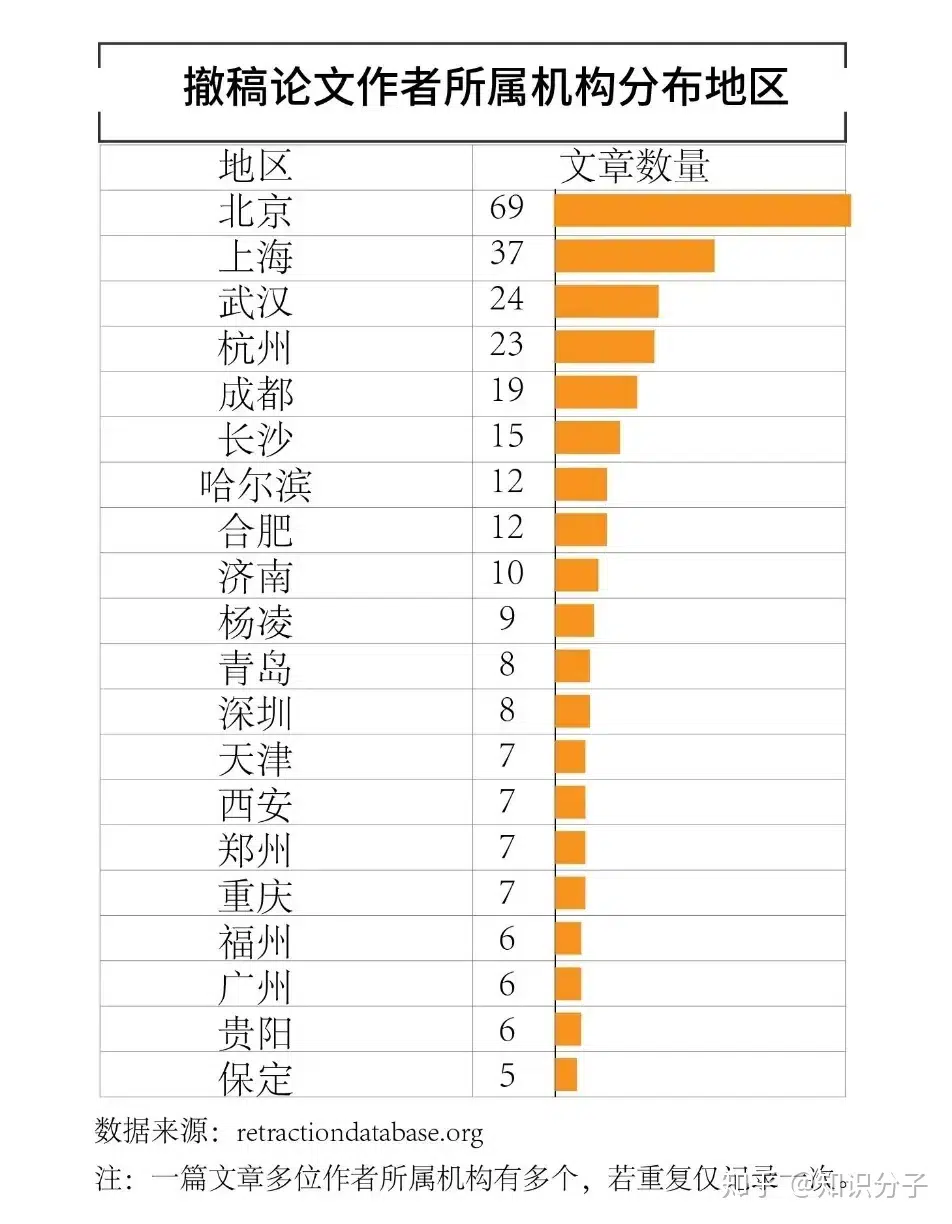 撤稿论文作者所属机构分布地区
地区 文章数量
北京 69
上海 37
武汉 24
杭州 23
成都 19
长沙 15
哈尔滨 12
合肥 12
济南 10
杨凌 9
青岛 8
深圳 8
天津 7
西安 7
郑州 7
重庆 7
福州 6
广州 6
贵阳 6
保定 5
数据来源：retractiondatabase.org
注：一篇文章多位作者所属机构有多个，若重复仅记录一次。
知乎 @知识分子